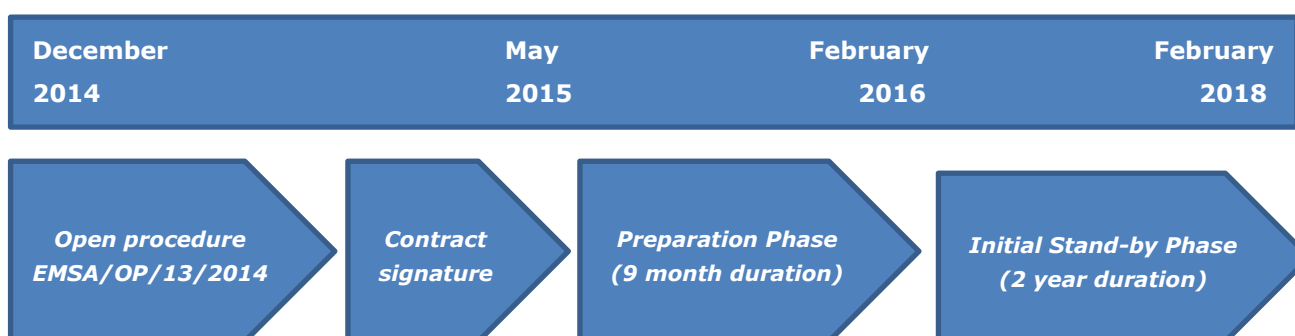 December May February February
2014 2015 2016 2018
Open procedure
EMSA/OP/13/2014
Contract
signature
Preparation Phase
(9 month duration)
Initial Stand-by Phase
(2 year duration)